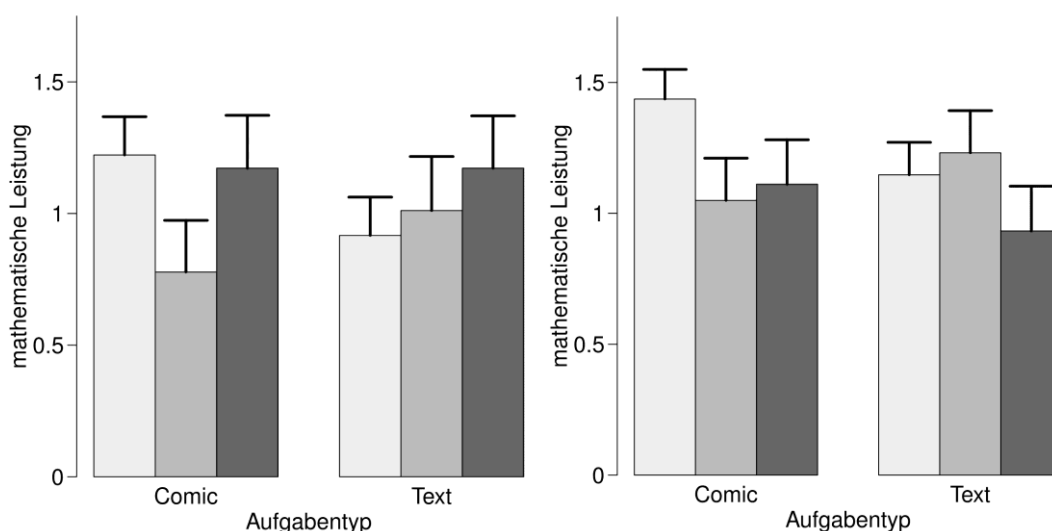 mathematische Leistung
1.5
1
0.5
0
Comic
Text
Aufgabentyp
mathematische Leistung
1.5
1
0.5
0
Comic
Text
Aufgabentyp